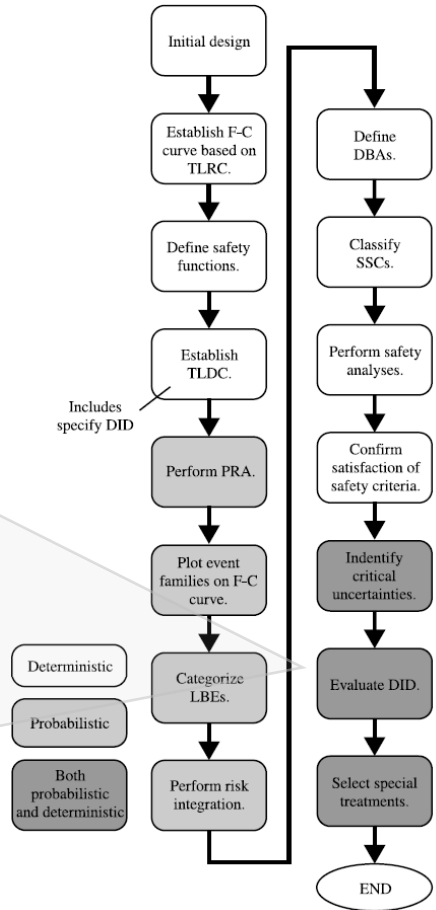 Initial design
Establish F-C
curve based on
TLRC.
Define safety
functions.
Establish
TLDC.
Includes
specify DID
Perform PRA.
Plot event
families on F-C
curve.
Categorize
LBEs.
Perform risk
integration.
Define
DBAs.
Classify
SSCs.
Perform safety
analyses.
Confirm
satisfaction of
safety criteria.
Indentify
critical
uncertainties.
Evaluate DID.
Select special
treatments.
END
Deterministic
Probabilistic
Both
probabilistic
and deterministic